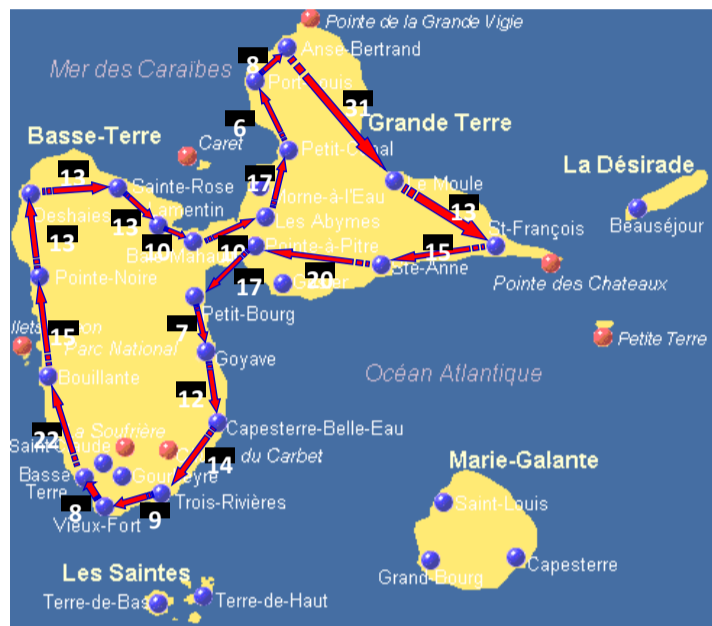 Pointe de la Grande Vigie
Anse-Bertrand
8
Mer des Caraïbes
Port-Louis
31
6
Grande Terre
Basse-Terre
Caret
Petit-Canal
La Désirade
13
Sainte-Rose
17
Morne-à-l'Eau
Le Moule
Deshaies
Lamentin
13
Les Abymes
13
Beauséjour
St-François
13
10
Baie-Mahault
19
Pointe-à-Pitre
15
Pointe-Noire
17
20
Ste-Anne
Pointe des Chateaux
Petit-Bourg
7
15
Parc National
Goyave
Petite Terre
Bouillante
Océan Atlantique
12
22
a Soufrière
Capesterre-Belle-Eau
du Carbet
14
Marie-Galante
Basse
Terre
Trois-Rivières
Saint-Louis
8
9
Vieux-Fort
Capesterre
Grand-Bourg
Les Saintes
Terre-de-Bas
Terre-de-Haut